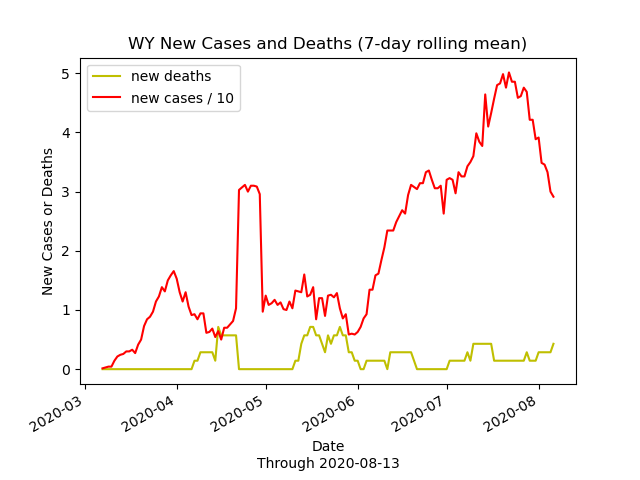 WY New Cases and Deaths (7-day rolling mean)
new deaths
new cases / 10
New Cases or Deaths
5
4
3
2
1
0
2020-03
2020-04
2020-05
2020-06
2020-07
2020-08
Date
Through 2020-08-13